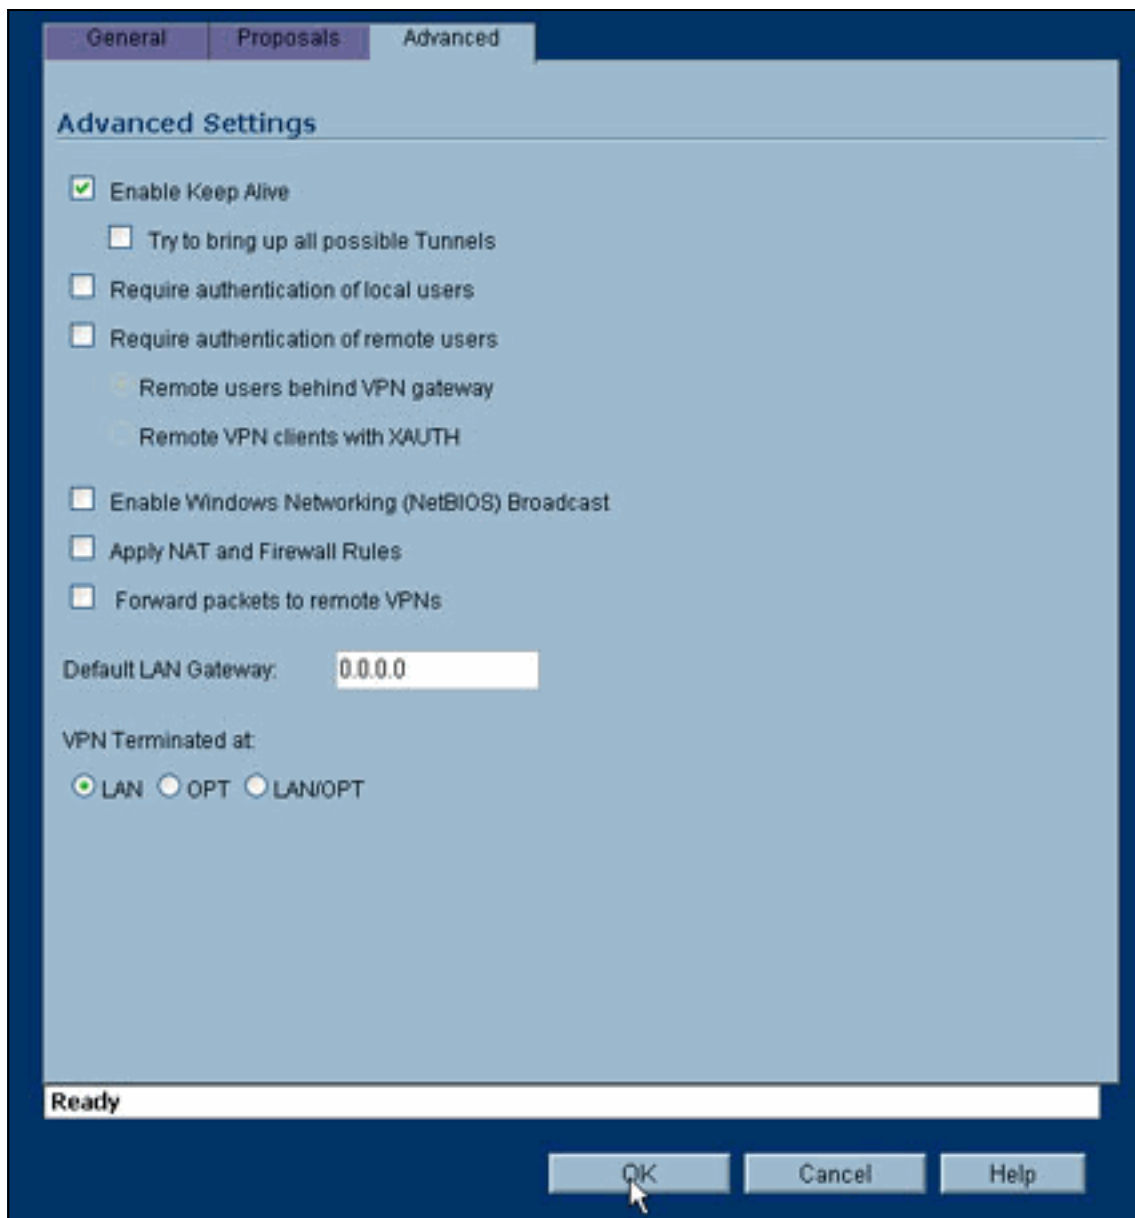 General Proposals Advanced
Advanced Settings
Enable Keep Alive
Try to bring up all possible Tunnels
Require authentication of local users
Require authentication of remote users
Remote users behind VPN gateway
Remote VPN clients with XAUTH
Enable Windows Networking (NetBIOS) Broadcast
Apply NAT and Firewall Rules
Forward packets to remote VPNs
Default LAN Gateway: 0.0.0.0
VPN Terminated at:
LAN OPT LAN/OPT
Ready
OK Cancel Help